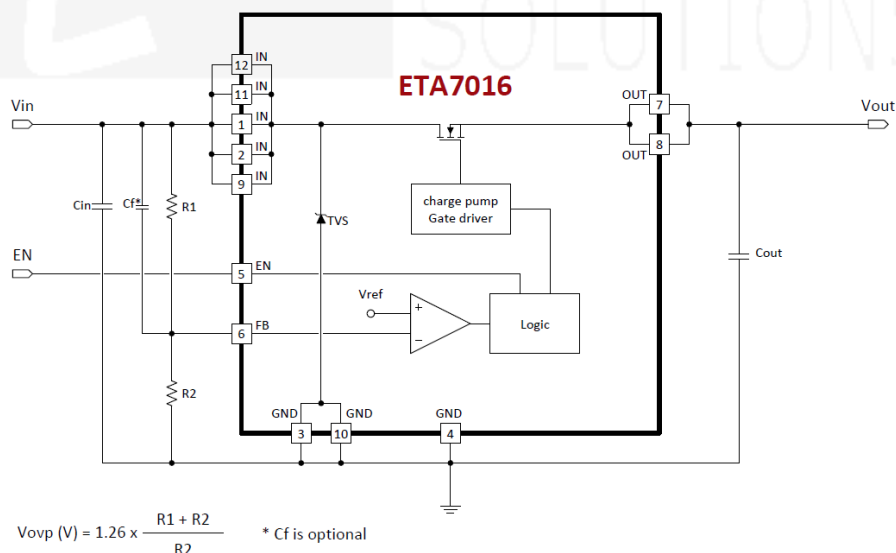 SOLUTIONS
ETA7016
12 IN
11 IN
Vin
1 IN
2 IN
9 IN
OUT 7
OUT 8
Vout
Cin
Cf*
R1
TVS
charge pump
Gate driver
EN
5 EN
Cout
Vref
+
−
Logic
6 FB
R2
GND
3
GND
10
GND
4
Vovp (V) = 1.26 x
R1 + R2
R2
* Cf is optional